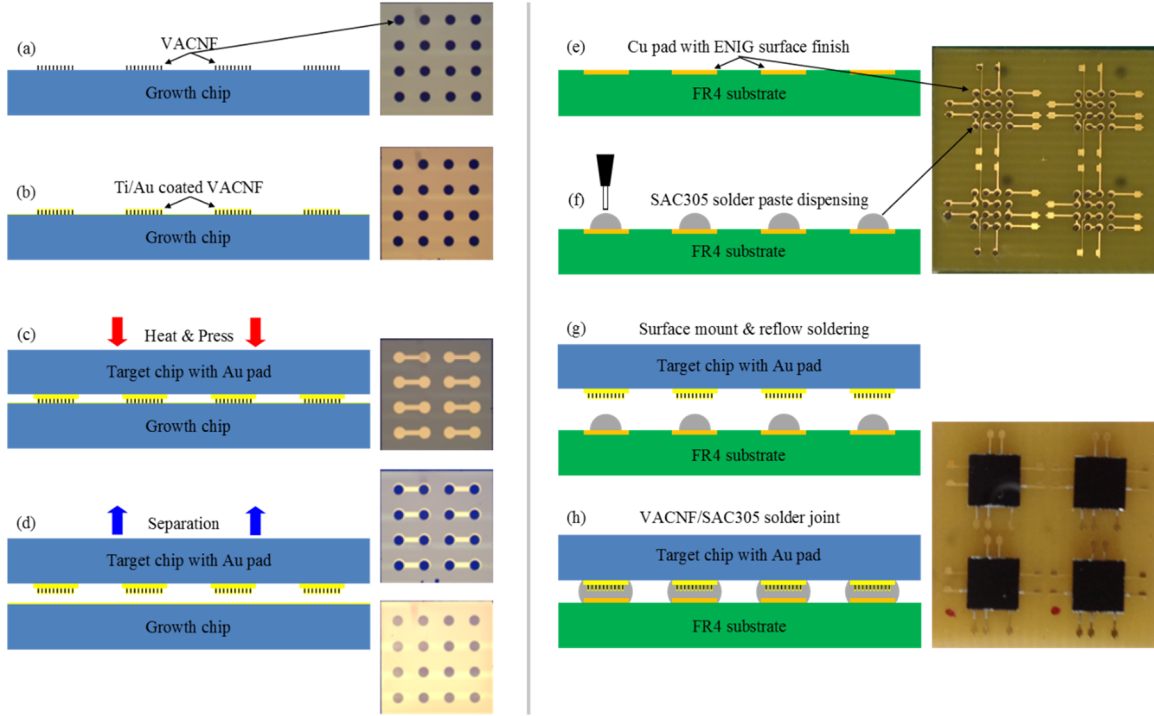 (a)
VACNF
Growth chip
(b)
Ti/Au coated VACNF
Growth chip
(c)
Heat & Press
Target chip with Au pad
Growth chip
(d)
Separation
Target chip with Au pad
Growth chip
(e)
Cu pad with ENIG surface finish
FR4 substrate
(f)
SAC305 solder paste dispensing
FR4 substrate
(g)
Surface mount & reflow soldering
Target chip with Au pad
FR4 substrate
(h)
VACNF/SAC305 solder joint
Target chip with Au pad
FR4 substrate